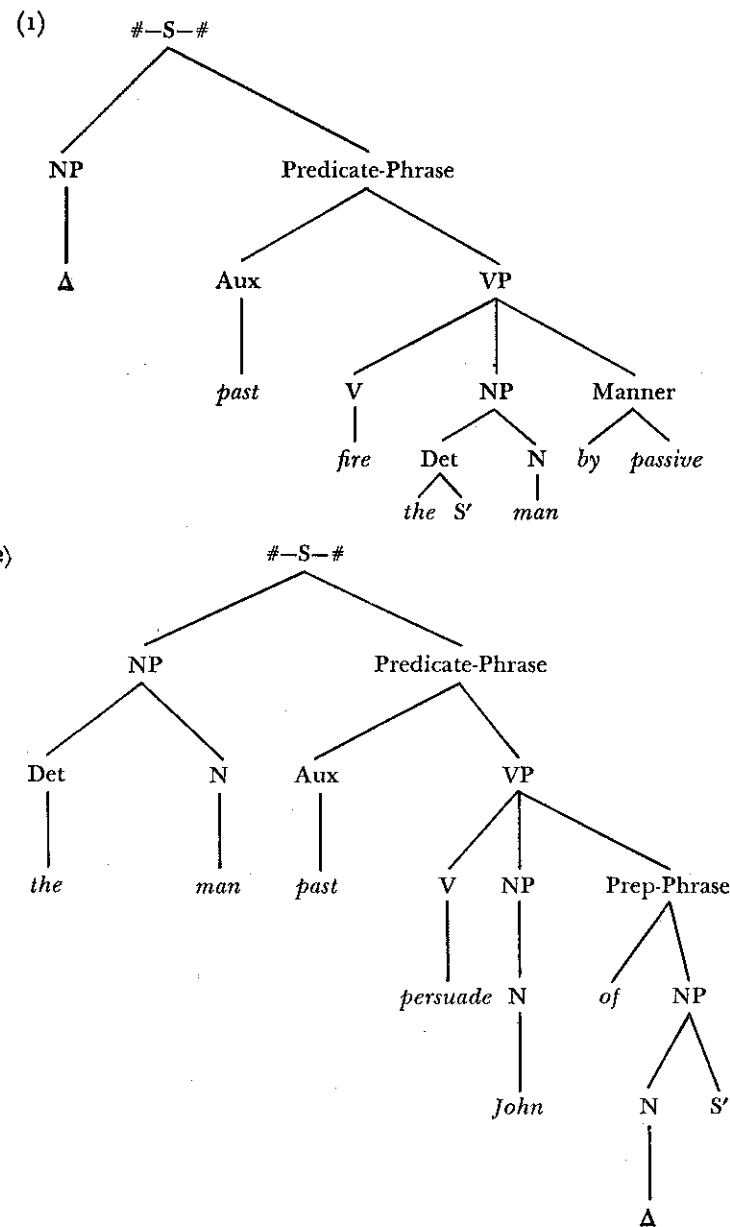 (1)
#–S–#
NP Predicate-Phrase
Δ Aux VP
past V NP Manner
fire Det N by passive
the S′ man
#–S–#
NP Predicate-Phrase
Det N Aux VP
the man past V NP Prep-Phrase
persuade N of NP
John N S′
Δ